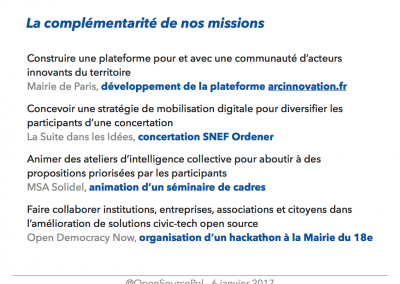 La complémentarité de nos missions
Construire une plateforme pour et avec une communauté d'acteurs
innovants du territoire
Mairie de Paris, développement de la plateforme arcinnovation.fr
Concevoir une stratégie de mobilisation digitale pour diversifier les
participants d'une concertation
La Suite dans les Idées, concertation SNEF Ordener
Animer des ateliers d'intelligence collective pour aboutir à des
propositions priorisées par les participants
MSA Solidel, animation d'un séminaire de cadres
Faire collaborer institutions, entreprises, associations et citoyens dans
l'amélioration de solutions civic-tech open source
Open Democracy Now, organisation d'un hackathon à la Mairie du 18e
@OpenSourcePol - 6 janvier 2017